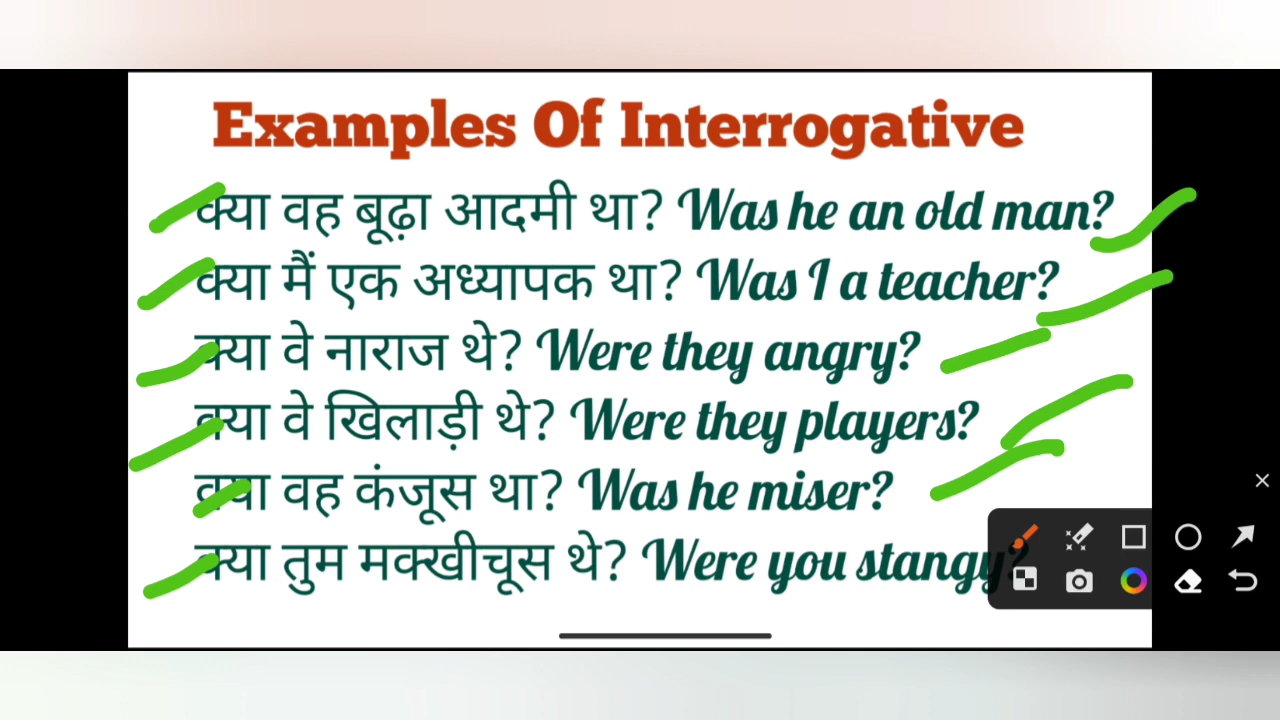 Examples Of Interrogative
क्या वह बूढ़ा आदमी था? Was he an old man?
क्या मैं एक अध्यापक था? Was I a teacher?
क्या वे नाराज थे? Were they angry?
क्या वे खिलाड़ी थे? Were they players?
क्या वह कंजूस था? Was he miser?
क्या तुम मक्खीचूस थे? Were you stangy?